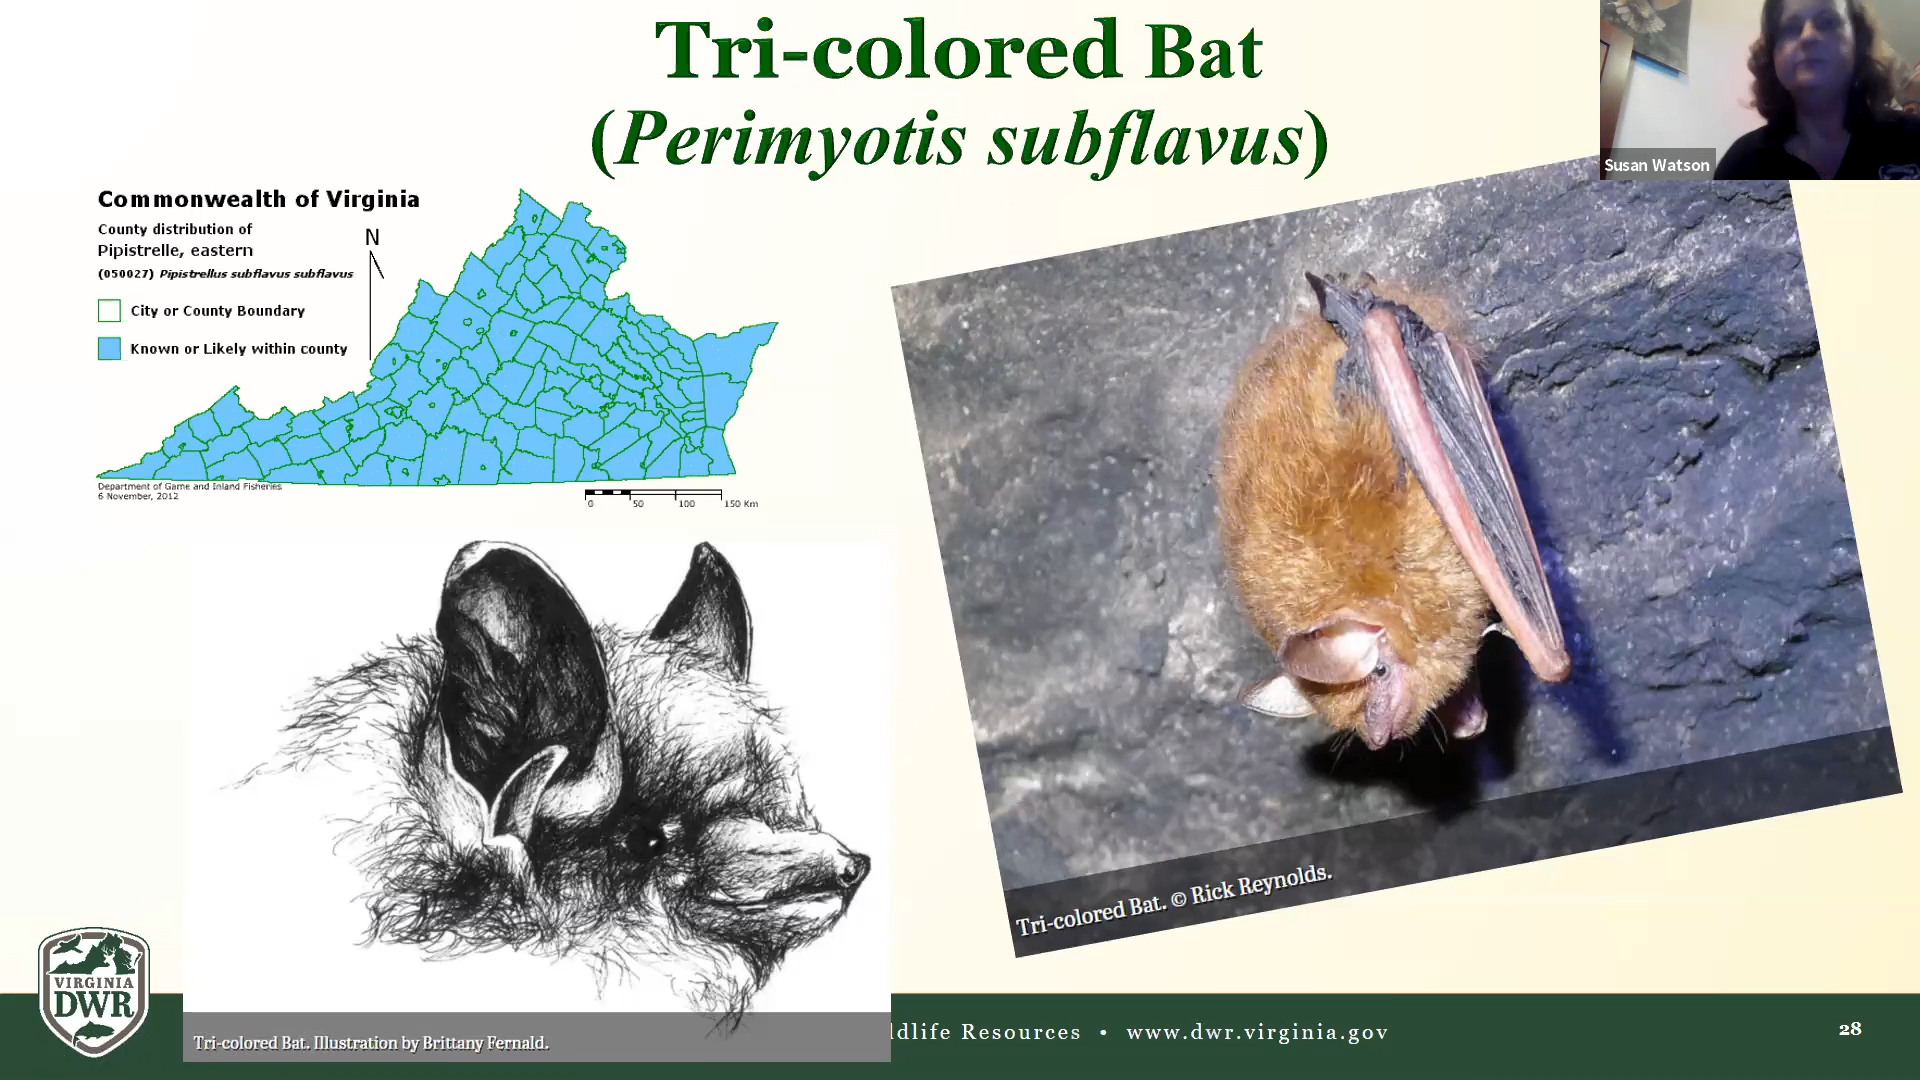 Tri-colored Bat
(Perimyotis subflavus)
Susan Watson
Commonwealth of Virginia
County distribution of
Pipistrelle, eastern
(050027) Pipistrellus subflavus subflavus
City or County Boundary
Known or Likely within county
N
Department of Game and Inland Fisheries
6 November, 2012
0 50 100 150 Km
Tri-colored Bat. © Rick Reynolds.
Tri-colored Bat. Illustration by Brittany Fernald.
VIRGINIA
DWR
dlife Resources • www.dwr.virginia.gov
28